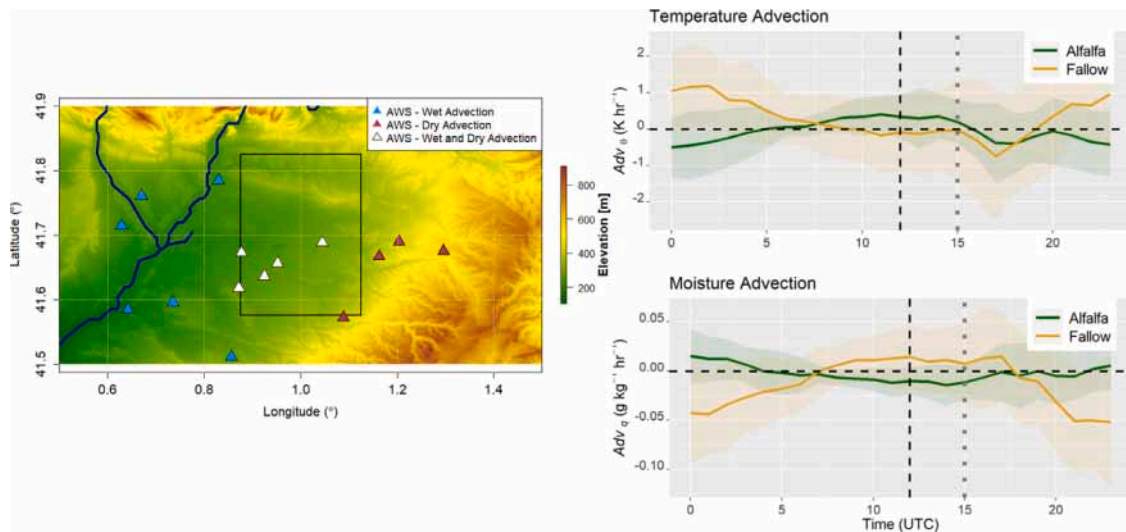 AWS - Wet Advection
AWS - Dry Advection
AWS - Wet and Dry Advection
41.9
41.8
41.7
41.6
41.5
Latitude (°)
0.6
0.8
1.0
1.2
1.4
Longitude (°)
800
600
400
200
Elevation [m]
Temperature Advection
Alfalfa
Fallow
2
1
0
-1
-2
Adv θ (K hr⁻¹)
0
5
10
15
20
Moisture Advection
Alfalfa
Fallow
0.05
0.00
-0.05
-0.10
Adv q (g kg⁻¹ hr⁻¹)
0
5
10
15
20
Time (UTC)